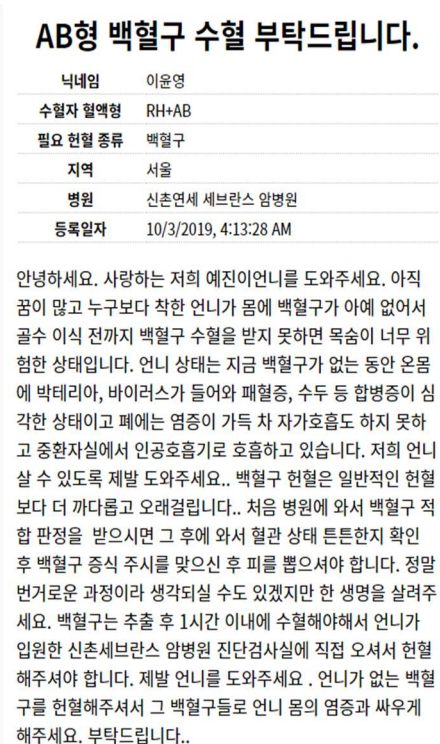 AB형 백혈구 수혈 부탁드립니다.
닉네임 이윤영
수혈자 혈액형 RH+AB
필요 헌혈 종류 백혈구
지역 서울
병원 신촌연세 세브란스 암병원
등록일자 10/3/2019, 4:13:28 AM
안녕하세요. 사랑하는 저희 예진이언니를 도와주세요. 아직
꿈이 많고 누구보다 착한 언니가 몸에 백혈구가 아예 없어서
골수 이식 전까지 백혈구 수혈을 받지 못하면 목숨이 너무 위
험한 상태입니다. 언니 상태는 지금 백혈구가 없는 동안 온몸
에 박테리아, 바이러스가 들어와 패혈증, 수두 등 합병증이 심
각한 상태이고 폐에는 염증이 가득 차 자가호흡도 하지 못하
고 중환자실에서 인공호흡기로 호흡하고 있습니다. 저희 언니
살 수 있도록 제발 도와주세요.. 백혈구 헌혈은 일반적인 헌혈
보다 더 까다롭고 오래걸립니다.. 처음 병원에 와서 백혈구 적
합 판정을 받으시면 그 후에 와서 혈관 상태 튼튼한지 확인
후 백혈구 증식 주시를 맞으신 후 피를 뽑으셔야 합니다. 정말
번거로운 과정이라 생각되실 수도 있겠지만 한 생명을 살려주
세요. 백혈구는 추출 후 1시간 이내에 수혈해야해서 언니가
입원한 신촌세브란스 암병원 진단검사실에 직접 오셔서 헌혈
해주셔야 합니다. 제발 언니를 도와주세요 . 언니가 없는 백혈
구를 헌혈해주셔서 그 백혈구들로 언니 몸의 염증과 싸우게
해주세요. 부탁드립니다..